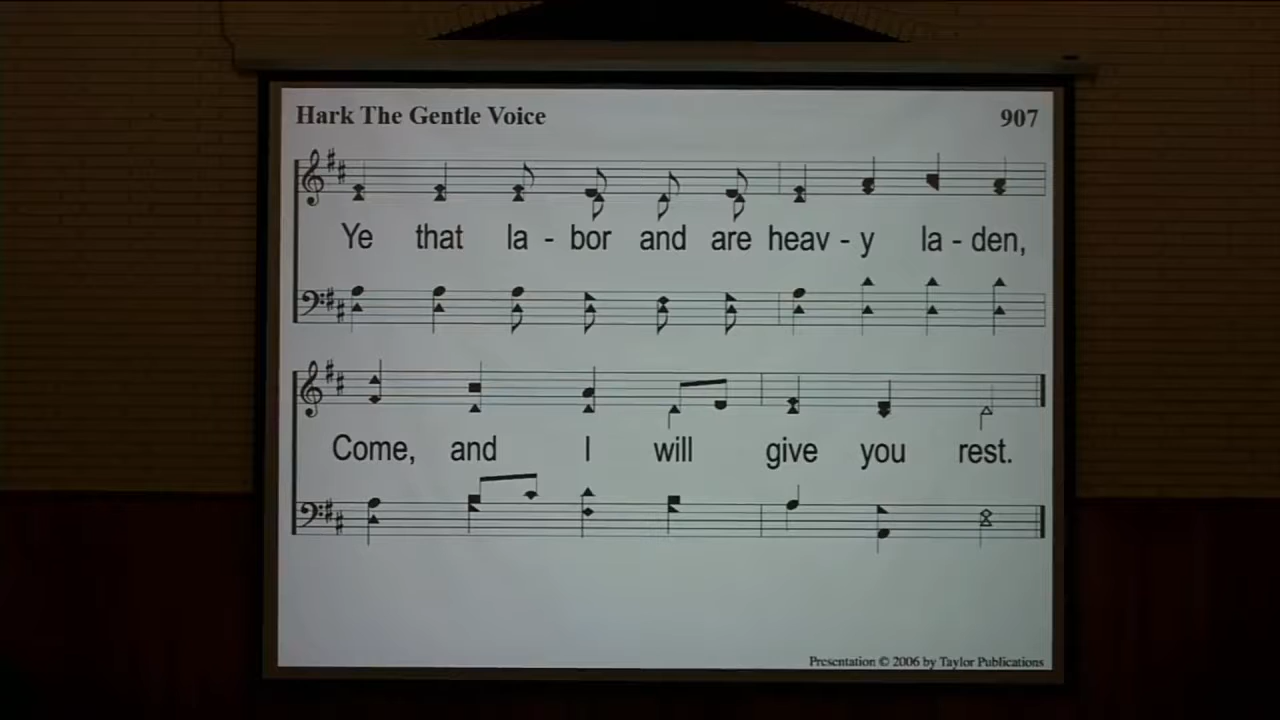 Hark The Gentle Voice 907
Ye that la - bor and are heav - y la - den,
Come, and I will give you rest.
Presentation © 2006 by Taylor Publications